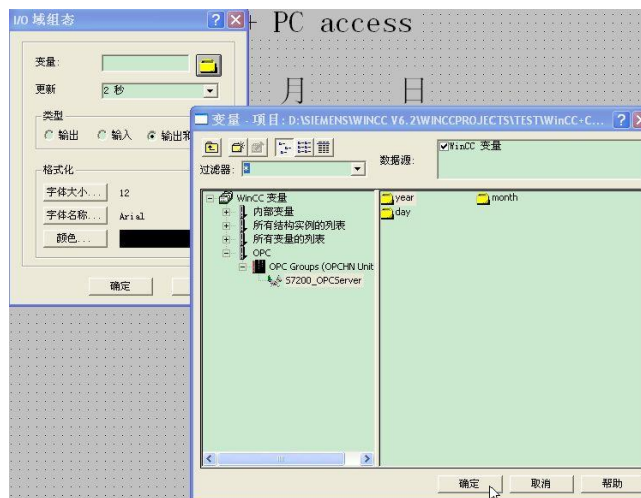 I/O 域组态
+ PC access
变量:
更新
2 秒
月 日
类型
输出
输入
输出和
格式化
字体大小...
12
字体名称...
Arial
颜色...
确定
变量 - 项目: D:\SIEMENS\WINCC V6.2\WINCCPROJECTS\TEST\WinCC+C...
过滤器:
*
数据源:
WinCC 变量
WinCC 变量
内部变量
所有结构实例的列表
所有变量的列表
OPC
OPC Groups (OPCHN Unit
S7200_OPCServer
year
month
day
确定
取消
帮助